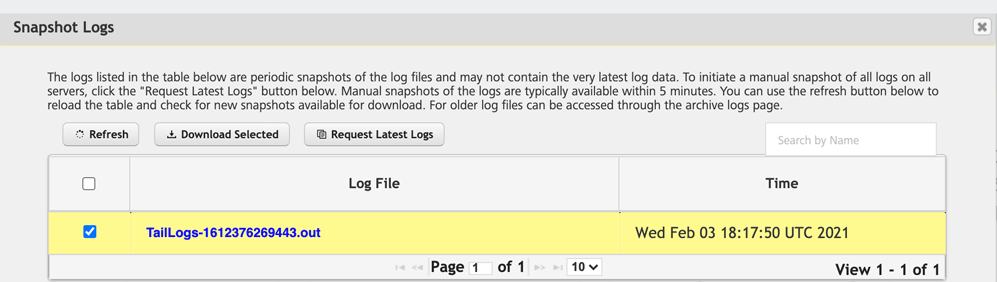 Snapshot Logs
The logs listed in the table below are periodic snapshots of the log files and may not contain the very latest log data. To initiate a manual snapshot of all logs on all
servers, click the "Request Latest Logs" button below. Manual snapshots of the logs are typically available within 5 minutes. You can use the refresh button below to
reload the table and check for new snapshots available for download. For older log files can be accessed through the archive logs page.
Refresh Download Selected Request Latest Logs Search by Name
Log File Time
TailLogs-1612376269443.out Wed Feb 03 18:17:50 UTC 2021
Page 1 of 1 10 View 1 - 1 of 1